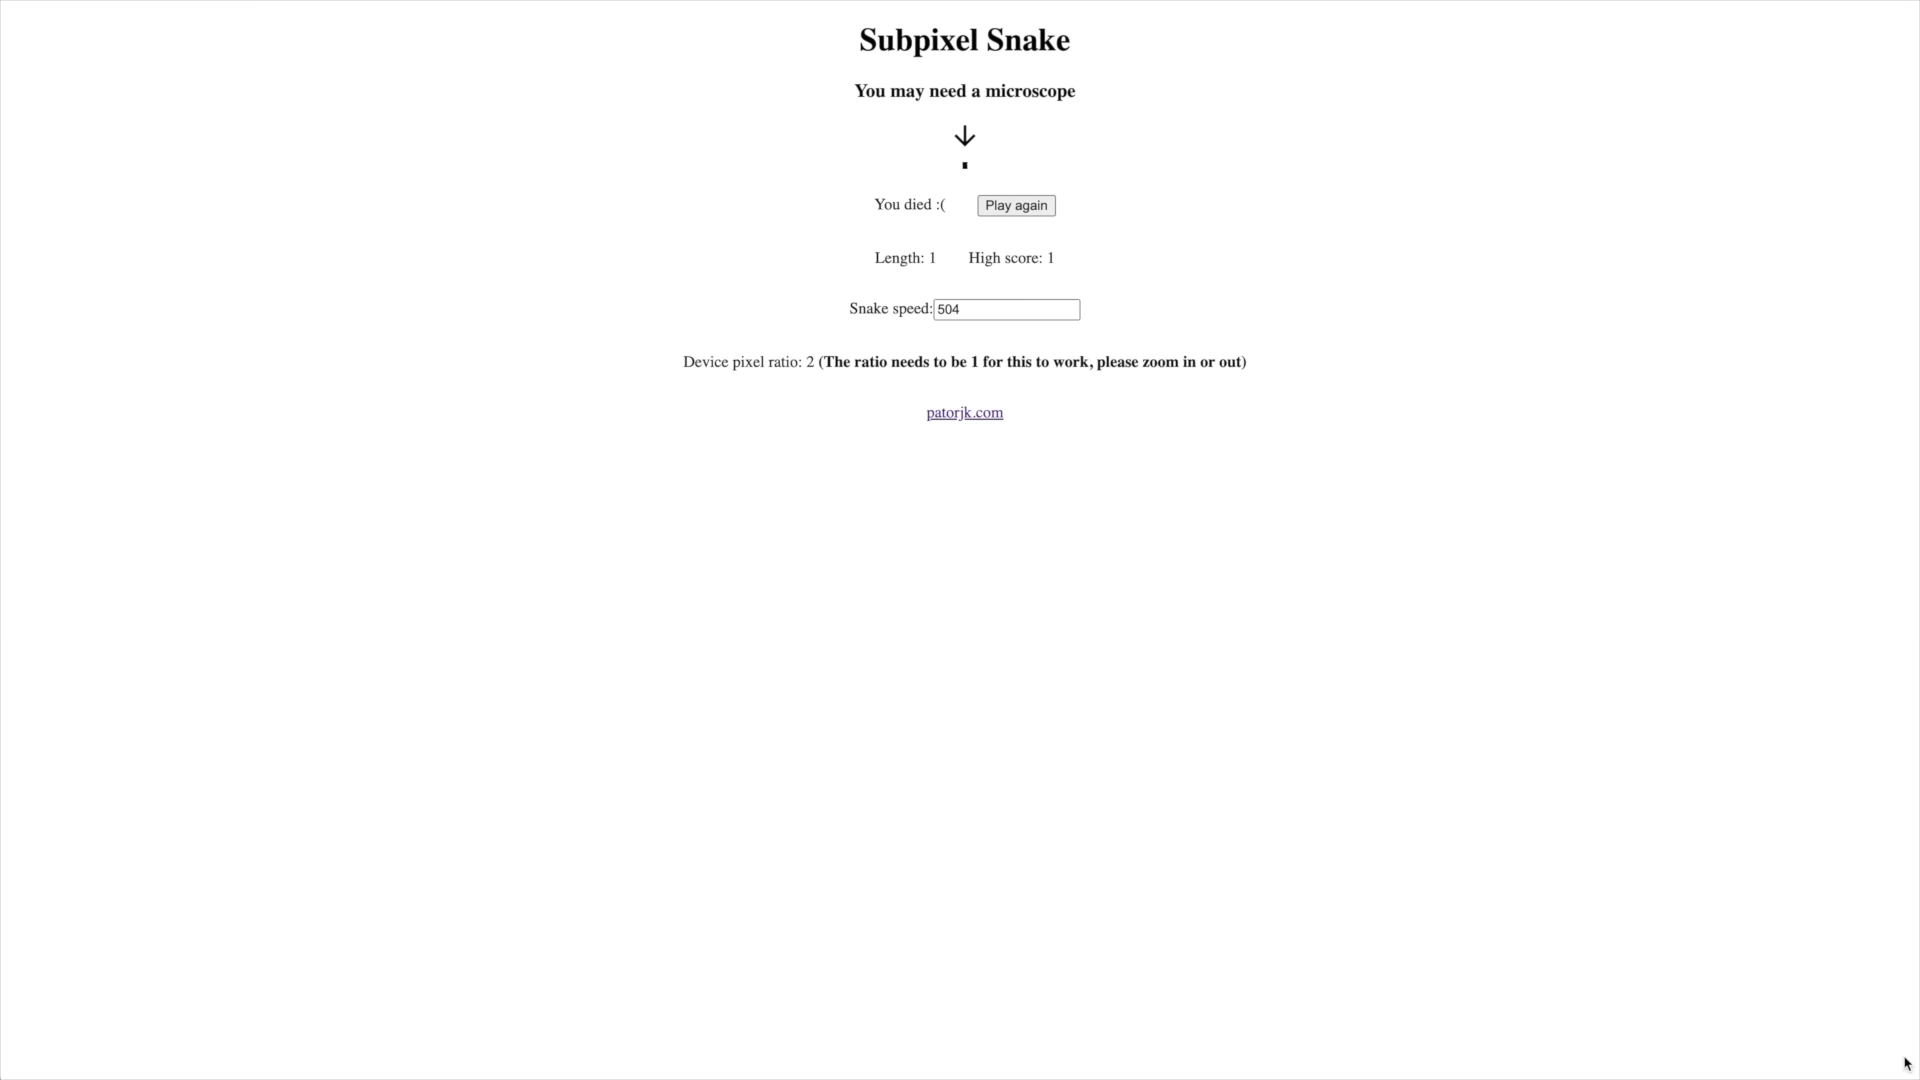 Subpixel Snake
You may need a microscope
↓
You died :( Play again
Length: 1 High score: 1
Snake speed: 504
Device pixel ratio: 2 (The ratio needs to be 1 for this to work, please zoom in or out)
patorjk.com